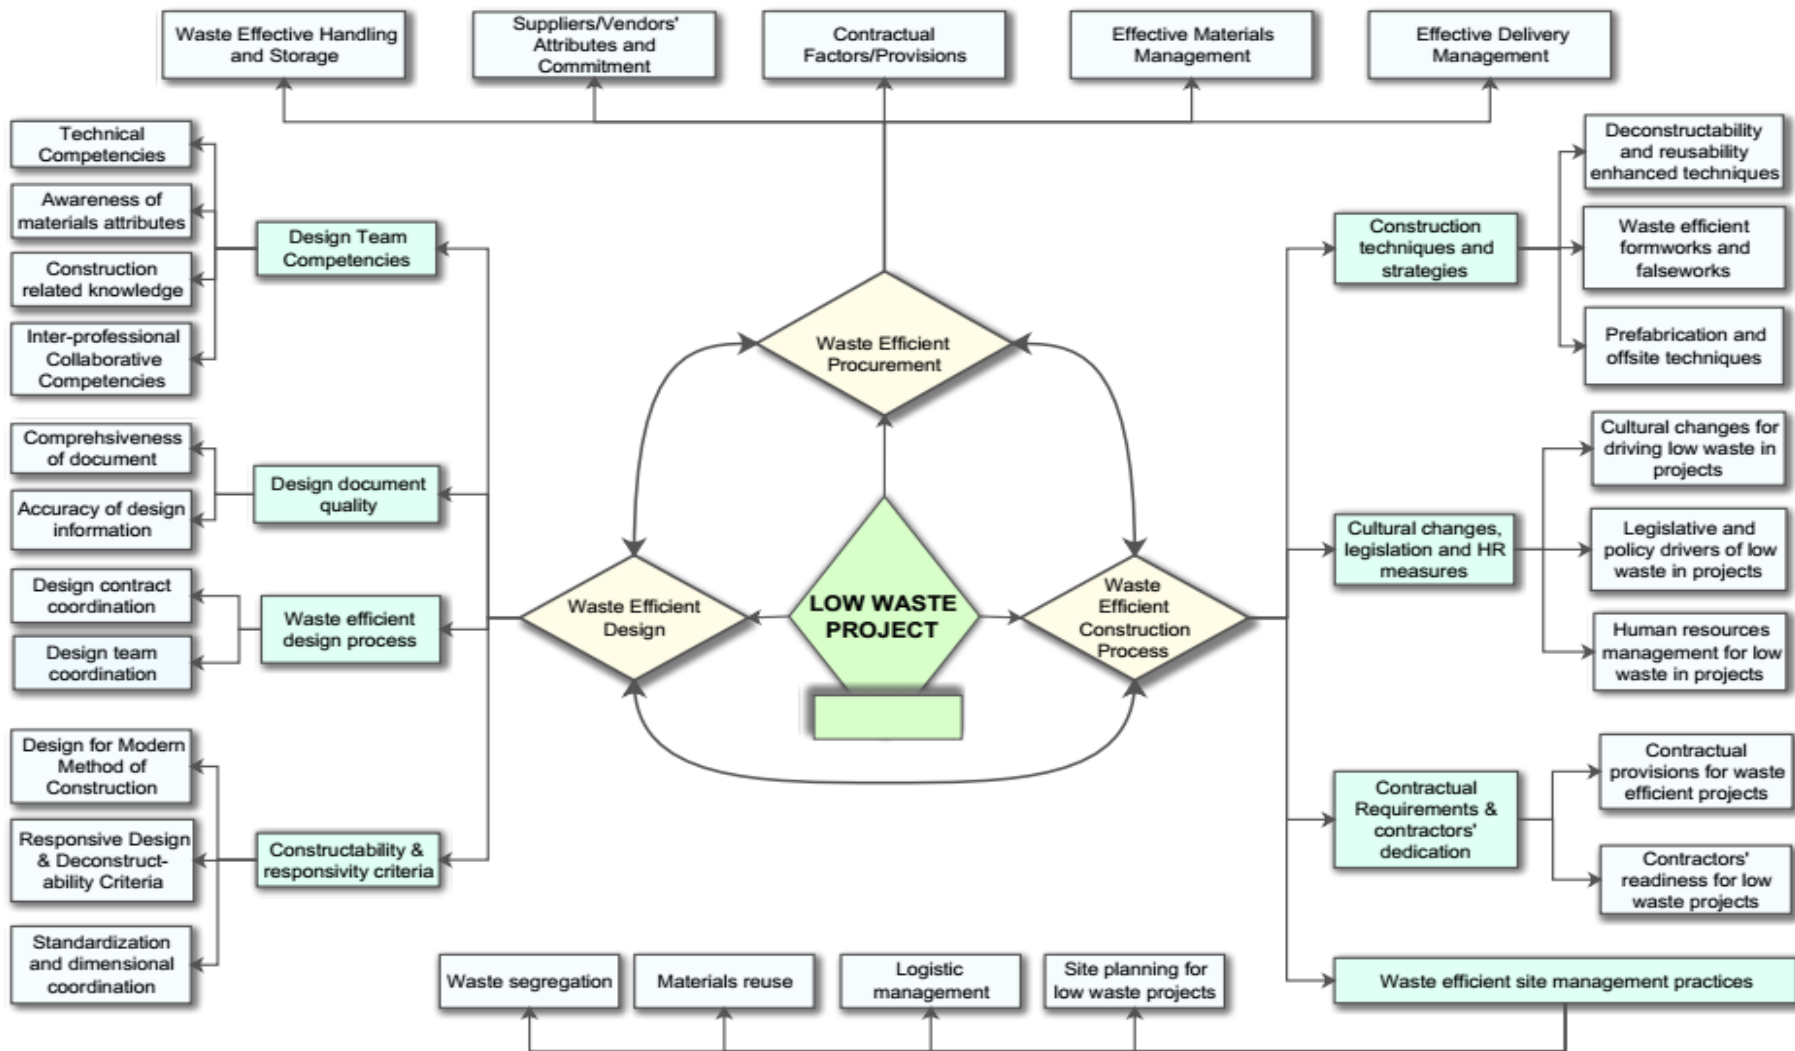 Waste Effective Handling
and Storage
Suppliers/Vendors'
Attributes and
Commitment
Contractual
Factors/Provisions
Effective Materials
Management
Effective Delivery
Management
Technical
Competencies
Awareness of
materials attributes
Construction
related knowledge
Inter-professional
Collaborative
Competencies
Design Team
Competencies
Comprehsiveness
of document
Accuracy of design
information
Design document
quality
Design contract
coordination
Design team
coordination
Waste efficient
design process
Design for Modern
Method of
Construction
Responsive Design
& Deconstruct-
ability Criteria
Standardization
and dimensional
coordination
Constructability &
responsivity criteria
Waste Efficient
Procurement
Waste Efficient
Design
LOW WASTE
PROJECT
Waste
Efficient
Construction
Process
Construction
techniques and
strategies
Deconstructability
and reusability
enhanced techniques
Waste efficient
formworks and
falseworks
Prefabrication and
offsite techniques
Cultural changes,
legislation and HR
measures
Cultural changes for
driving low waste in
projects
Legislative and
policy drivers of low
waste in projects
Human resources
management for low
waste in projects
Contractual
Requirements &
contractors'
dedication
Contractual
provisions for waste
efficient projects
Contractors'
readiness for low
waste projects
Waste efficient site management practices
Waste segregation
Materials reuse
Logistic
management
Site planning for
low waste projects